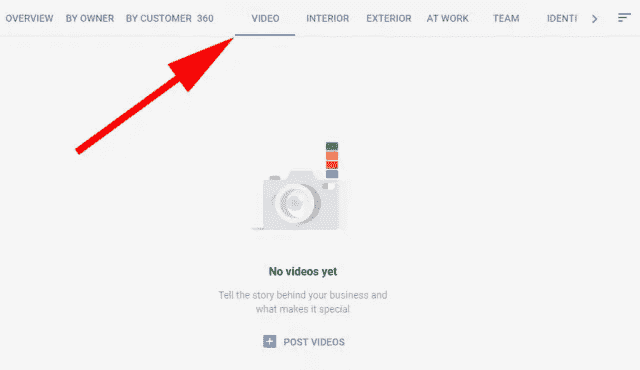 OVERVIEW BY OWNER BY CUSTOMER 360 VIDEO INTERIOR EXTERIOR AT WORK TEAM IDENTI
No videos yet
Tell the story behind your business and
what makes it special
POST VIDEOS